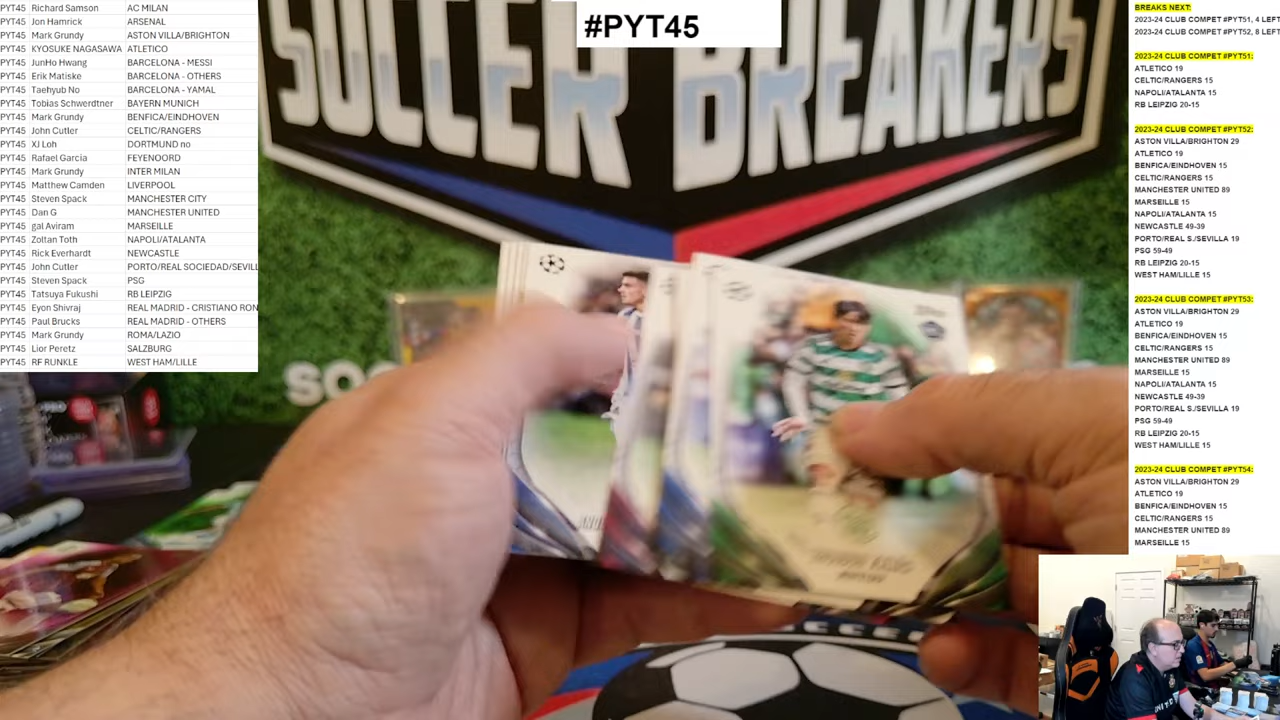 #PYT45
PYT45 Richard Samson AC MILAN
PYT45 Jon Hamrick ARSENAL
PYT45 Mark Grundy ASTON VILLA/BRIGHTON
PYT45 KYOSUKE NAGASAWA ATLETICO
PYT45 JunHo Hwang BARCELONA - MESSI
PYT45 Erik Matiske BARCELONA - OTHERS
PYT45 Taehyub No BARCELONA - YAMAL
PYT45 Tobias Schwerdtner BAYERN MUNICH
PYT45 Mark Grundy BENFICA/EINDHOVEN
PYT45 John Cutler CELTIC/RANGERS
PYT45 XJ Loh DORTMUND no
PYT45 Rafael Garcia FEYENOORD
PYT45 Mark Grundy INTER MILAN
PYT45 Matthew Camden LIVERPOOL
PYT45 Steven Spack MANCHESTER CITY
PYT45 Dan G MANCHESTER UNITED
PYT45 gal Aviram MARSEILLE
PYT45 Zoltan Toth NAPOLI/ATALANTA
PYT45 Rick Everhardt NEWCASTLE
PYT45 John Cutler PORTO/REAL SOCIEDAD/SEVILL
PYT45 Steven Spack PSG
PYT45 Tatsuya Fukushi RB LEIPZIG
PYT45 Eyon Shivraj REAL MADRID - CRISTIANO RON
PYT45 Paul Brucks REAL MADRID - OTHERS
PYT45 Mark Grundy ROMA/LAZIO
PYT45 Lior Peretz SALZBURG
PYT45 RF RUNKLE WEST HAM/LILLE
SOCCER BREAKERS
BREAKS NEXT:
2023-24 CLUB COMPET #PYT51, 4 LEFT
2023-24 CLUB COMPET #PYT52, 8 LEFT
2023-24 CLUB COMPET #PYT51:
ATLETICO 19
CELTIC/RANGERS 15
NAPOLI/ATALANTA 15
RB LEIPZIG 20-15
2023-24 CLUB COMPET #PYT52:
ASTON VILLA/BRIGHTON 29
ATLETICO 19
BENFICA/EINDHOVEN 15
CELTIC/RANGERS 15
MANCHESTER UNITED 89
MARSEILLE 15
NAPOLI/ATALANTA 15
NEWCASTLE 49-39
PORTO/REAL S./SEVILLA 19
PSG 59-49
RB LEIPZIG 20-15
WEST HAM/LILLE 15
2023-24 CLUB COMPET #PYT53:
ASTON VILLA/BRIGHTON 29
ATLETICO 19
BENFICA/EINDHOVEN 15
CELTIC/RANGERS 15
MANCHESTER UNITED 89
MARSEILLE 15
NAPOLI/ATALANTA 15
NEWCASTLE 49-39
PORTO/REAL S./SEVILLA 19
PSG 59-49
RB LEIPZIG 20-15
WEST HAM/LILLE 15
2023-24 CLUB COMPET #PYT54:
ASTON VILLA/BRIGHTON 29
ATLETICO 19
BENFICA/EINDHOVEN 15
CELTIC/RANGERS 15
MANCHESTER UNITED 89
MARSEILLE 15